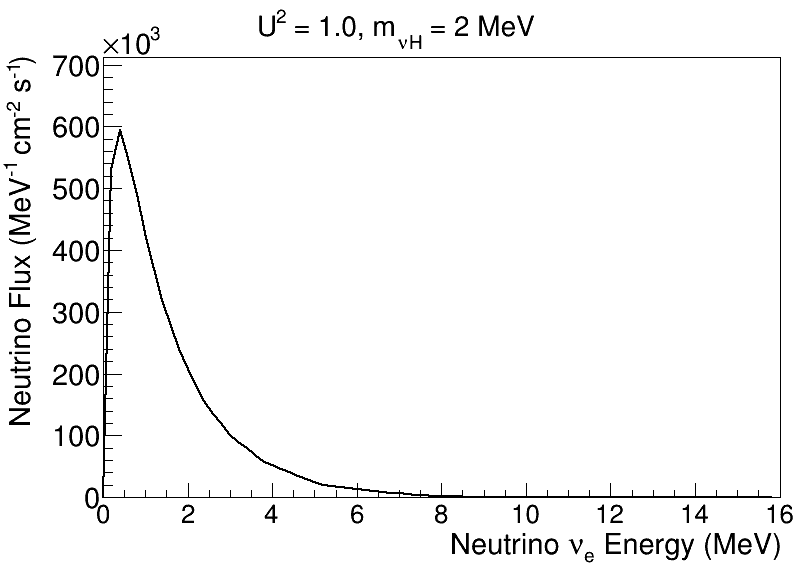 U² = 1.0, m_νH = 2 MeV
×10³
Neutrino Flux (MeV⁻¹ cm⁻² s⁻¹)
700
600
500
400
300
200
100
0
0 2 4 6 8 10 12 14 16
Neutrino νₑ Energy (MeV)